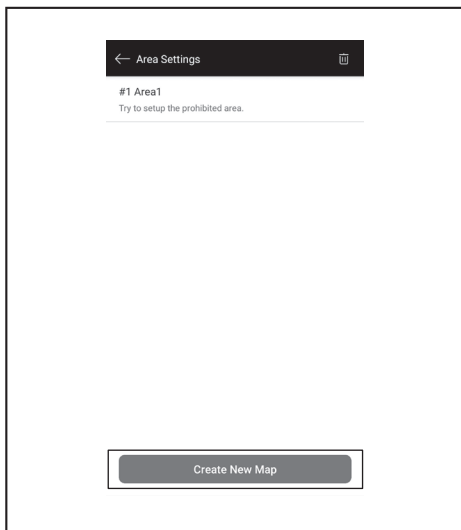 Area Settings
#1 Area1
Try to setup the prohibited area.
Create New Map